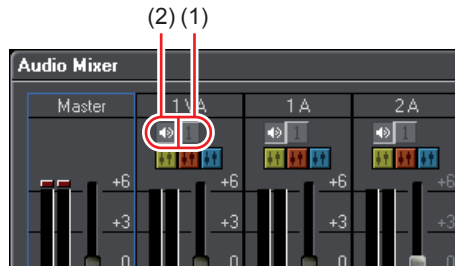 (2) (1)
Audio Mixer
Master 1 VA 1 A 2 A
1 1 1
+6 +6 +6 +6
+3 +3 +3 +3
0 0 0 0